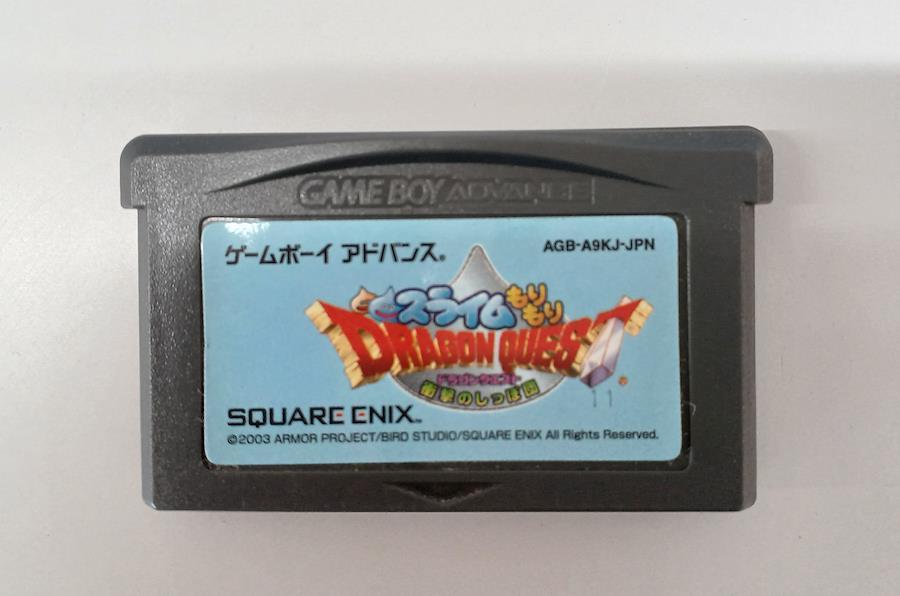 GAME BOY ADVANCE
ゲームボーイ アドバンス®
AGB-A9KJ-JPN
スライムもりもり
DRAGON QUEST®
ドラゴンクエスト
衝撃のしっぽ団
11
SQUARE ENIX™
©2003 ARMOR PROJECT/BIRD STUDIO/SQUARE ENIX All Rights Reserved.